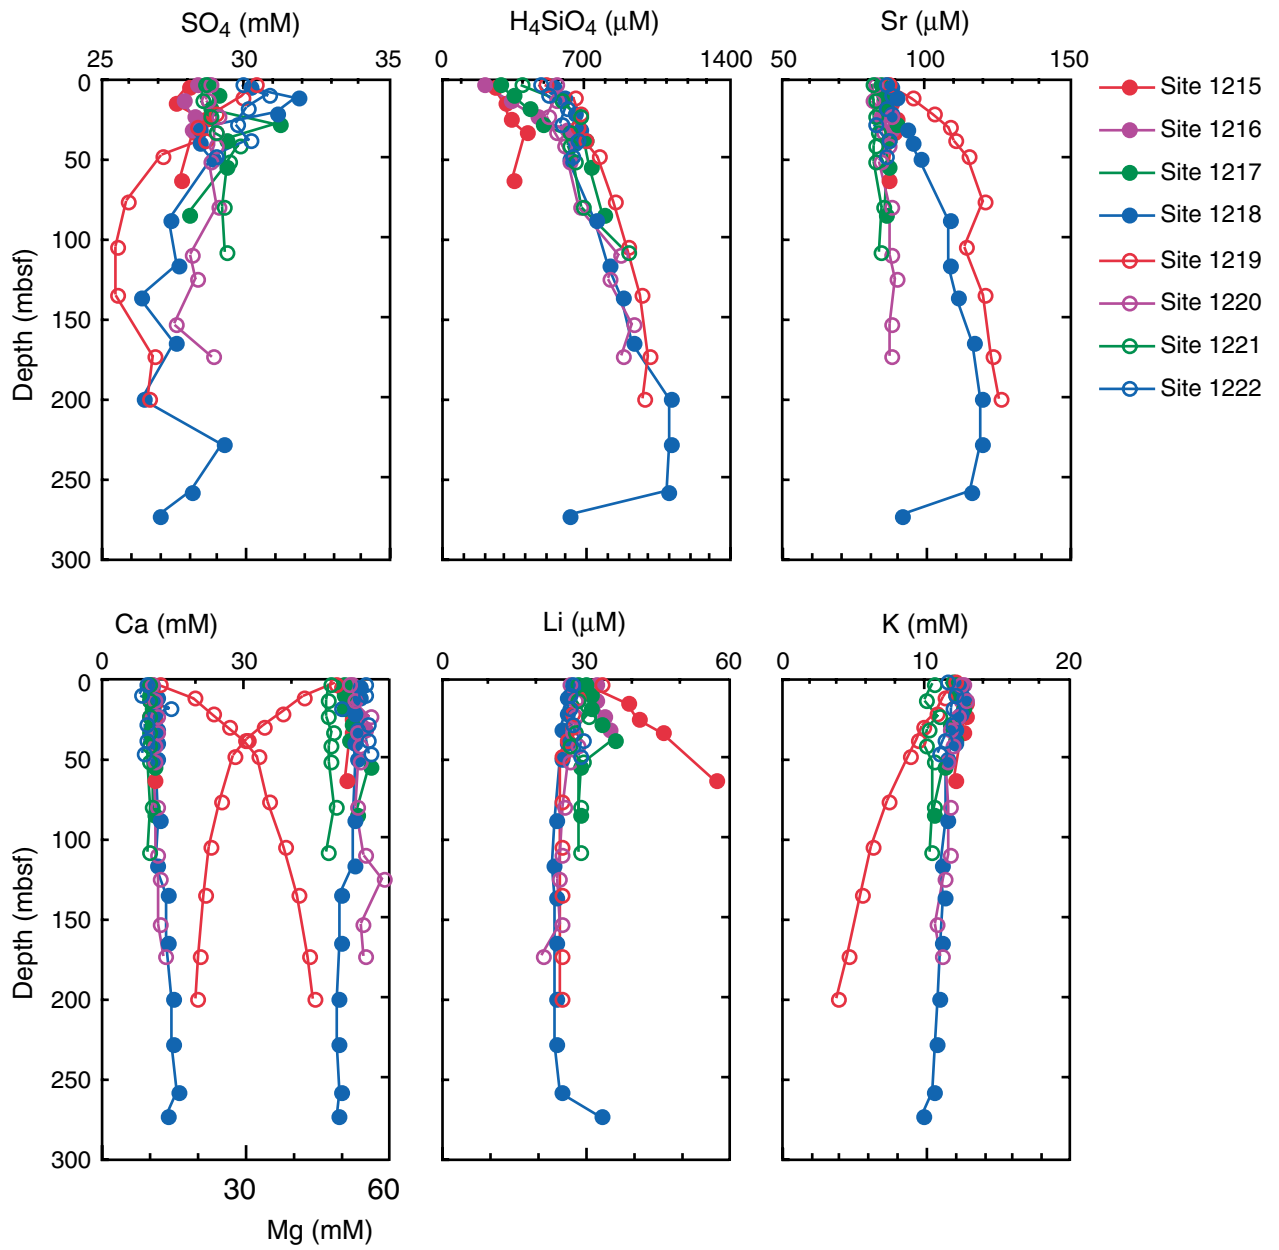 SO4 (mM) H4SiO4 (μM) Sr (μM)
25 30 35 0 700 1400 50 100 150
0
50
100
150
200
250
300
Depth (mbsf)
Site 1215
Site 1216
Site 1217
Site 1218
Site 1219
Site 1220
Site 1221
Site 1222
Ca (mM) Li (μM) K (mM)
0 30 0 30 60 0 10 20
0
50
100
150
200
250
300
Depth (mbsf)
30 60
Mg (mM)